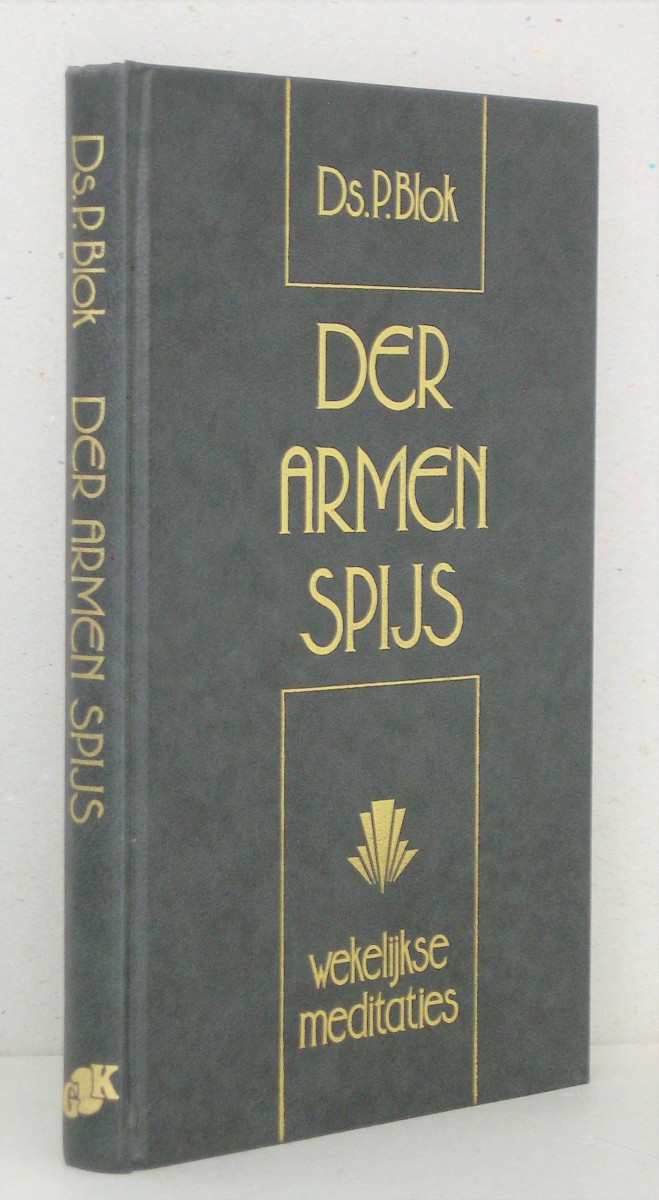 Ds. P. Blok DER ARMEN SPIJS
Ds. P. Blok
DER
ARMEN
SPIJS
wekelijkse
meditaties